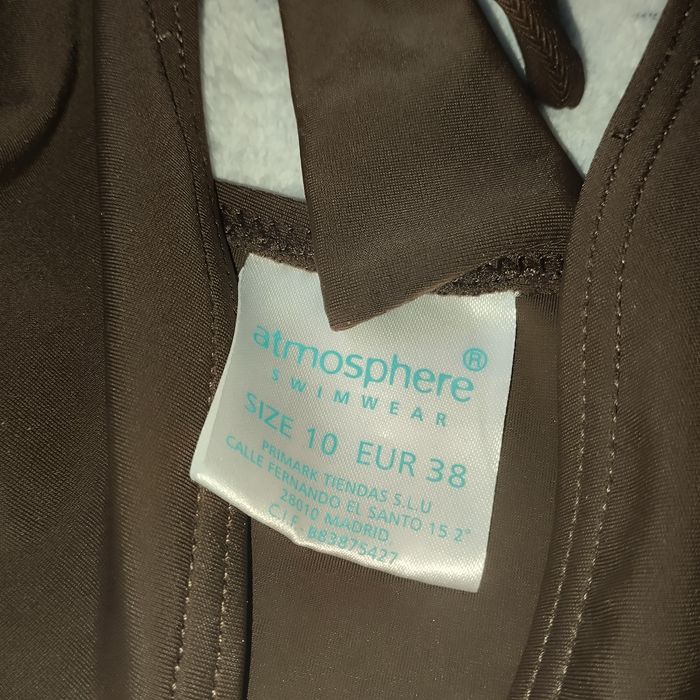 atmosphere®
SWIMWEAR
SIZE 10 EUR 38
PRIMARK TIENDAS S.L.U
CALLE FERNANDO EL SANTO 15 2°
28010 MADRID
C.I.F. B83875427